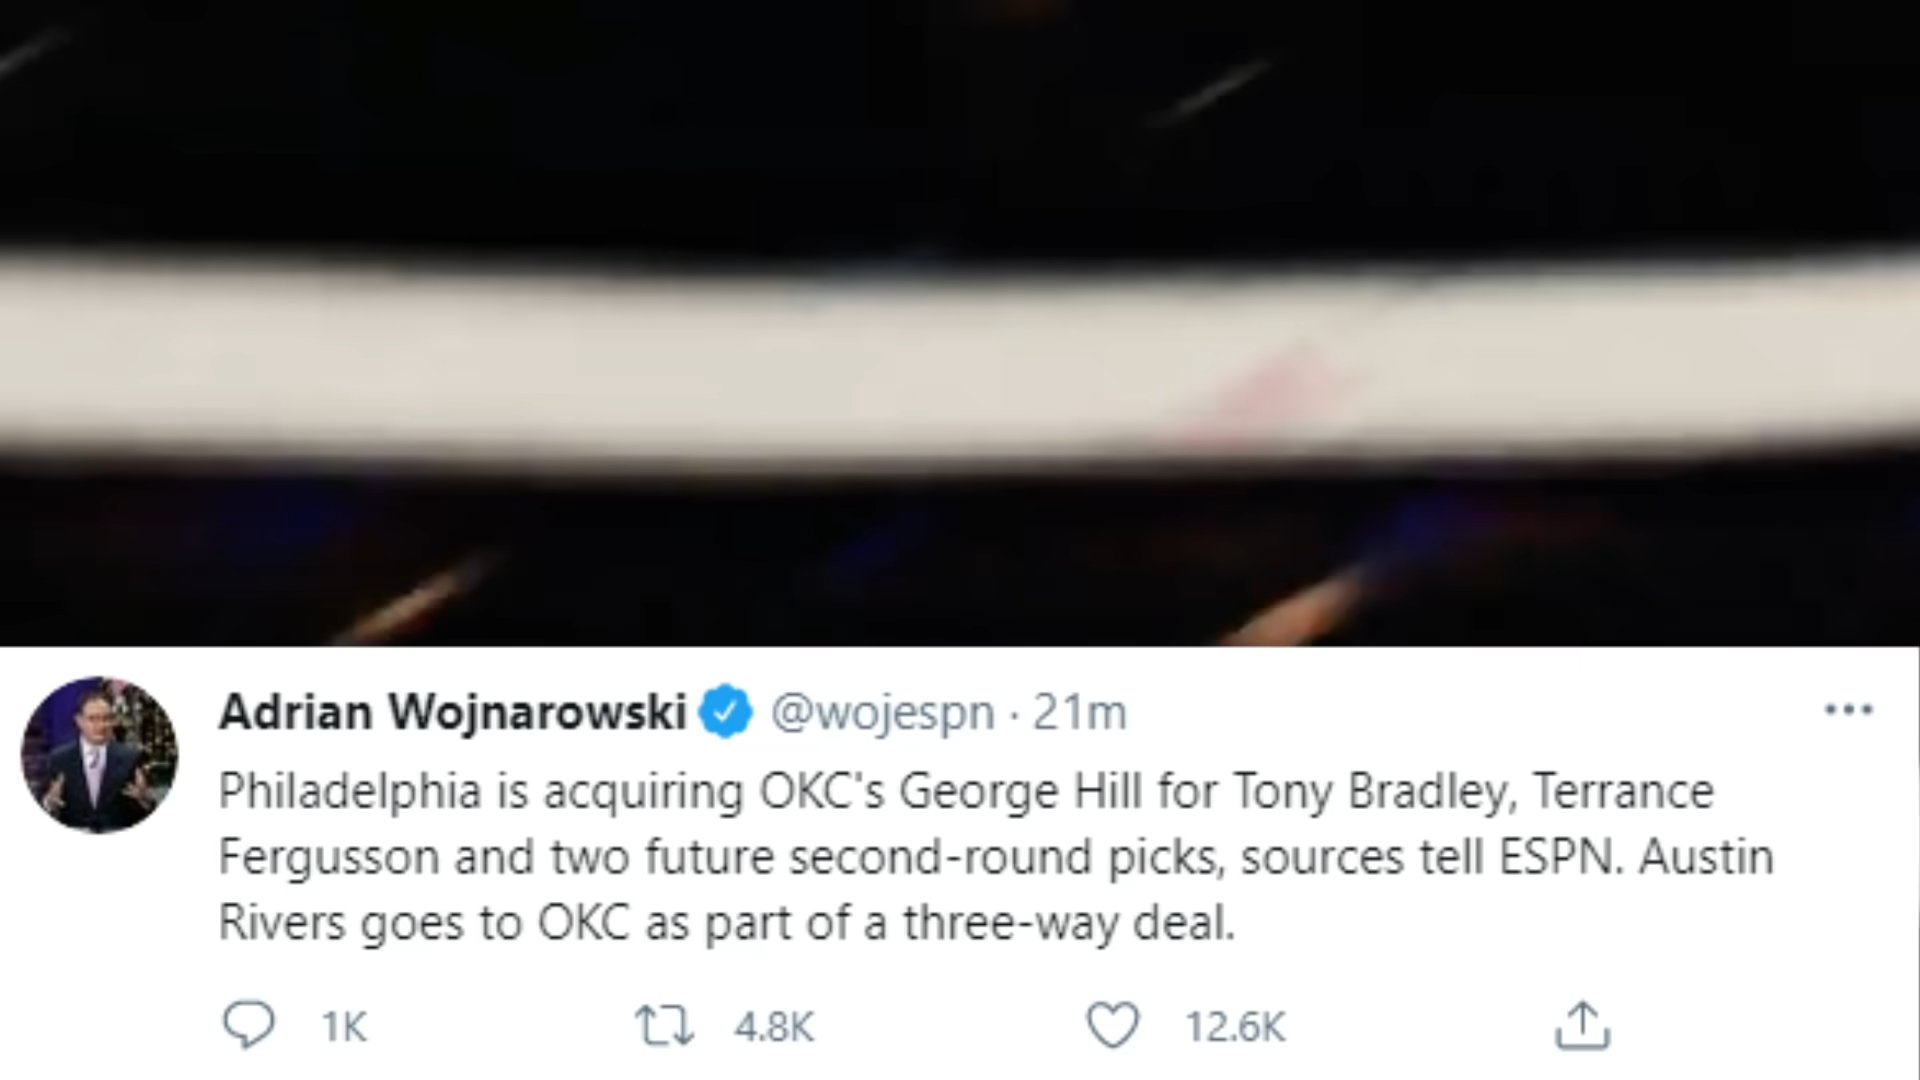 Adrian Wojnarowski @wojespn · 21m
Philadelphia is acquiring OKC's George Hill for Tony Bradley, Terrance
Fergusson and two future second-round picks, sources tell ESPN. Austin
Rivers goes to OKC as part of a three-way deal.
1K 4.8K 12.6K